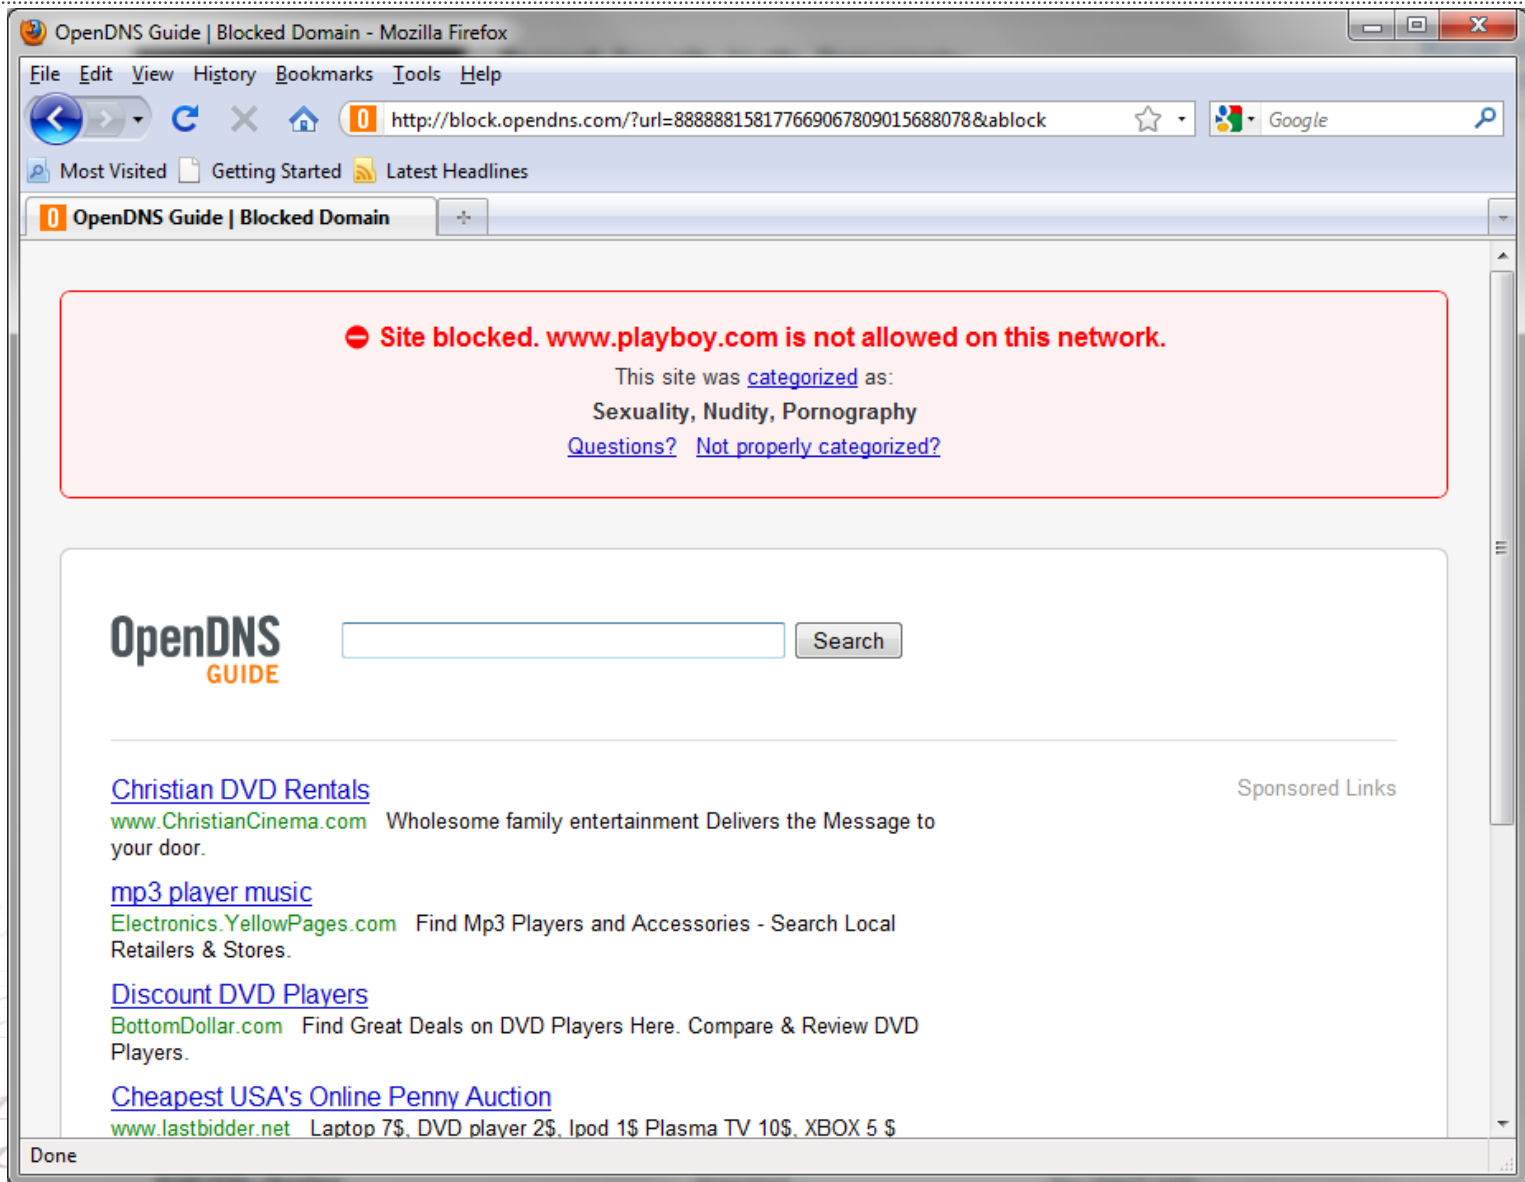 OpenDNS Guide | Blocked Domain - Mozilla Firefox
File Edit View History Bookmarks Tools Help
http://block.opendns.com/?url=88888815817766906780901568​8078&ablock
Google
Most Visited Getting Started Latest Headlines
OpenDNS Guide | Blocked Domain
Site blocked. www.playboy.com is not allowed on this network.
This site was categorized as:
Sexuality, Nudity, Pornography
Questions? Not properly categorized?
OpenDNS
GUIDE
Search
Christian DVD Rentals
Sponsored Links
www.ChristianCinema.com Wholesome family entertainment Delivers the Message to
your door.
mp3 player music
Electronics.YellowPages.com Find Mp3 Players and Accessories - Search Local
Retailers & Stores.
Discount DVD Players
BottomDollar.com Find Great Deals on DVD Players Here. Compare & Review DVD
Players.
Cheapest USA's Online Penny Auction
www.lastbidder.net Laptop 7$, DVD player 2$, Ipod 1$ Plasma TV 10$, XBOX 5 $
Done